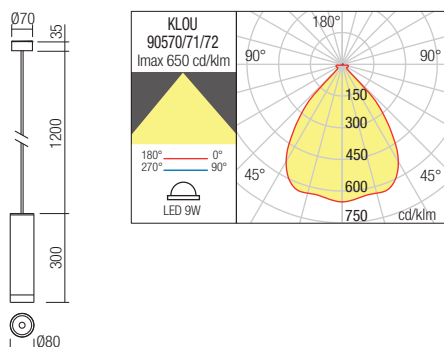 Ø70
35
1200
300
Ø80
KLOU
90570/71/72
Imax 650 cd/klm
180° 0°
270° 90°
LED 9W
180°
90° 90°
150
300
450
45° 45°
600
750 cd/klm